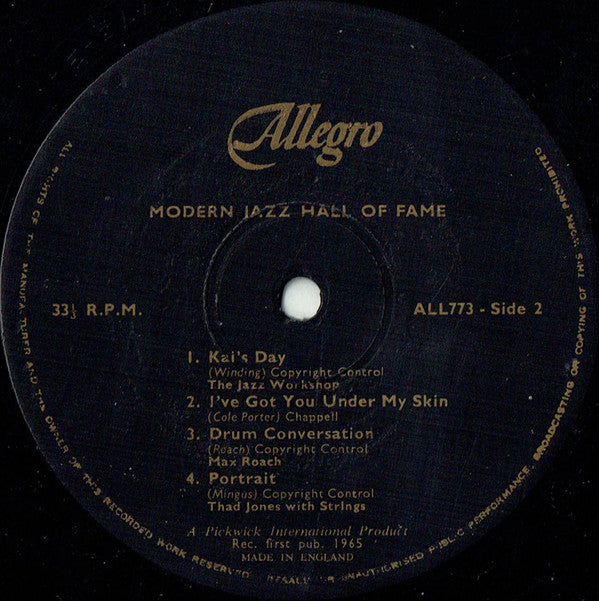 Allegro
MODERN JAZZ HALL OF FAME
33⅓ R.P.M.
ALL773 - Side 2
1. Kai's Day
(Winding) Copyright Control
The Jazz Workshop
2. I've Got You Under My Skin
(Cole Porter) Chappell
3. Drum Conversation
(Roach) Copyright Control
Max Roach
4. Portrait
(Mingus) Copyright Control
Thad Jones with Strings
A Pickwick International Product
Rec. first pub. 1965
MADE IN ENGLAND
ALL RIGHTS OF THE MANUFACTURER AND THE OWNER OF THIS RECORDED WORK RESERVED. RESALE OR UNAUTHORISED PUBLIC PERFORMANCE, BROADCASTING OR COPYING OF THIS WORK PROHIBITED